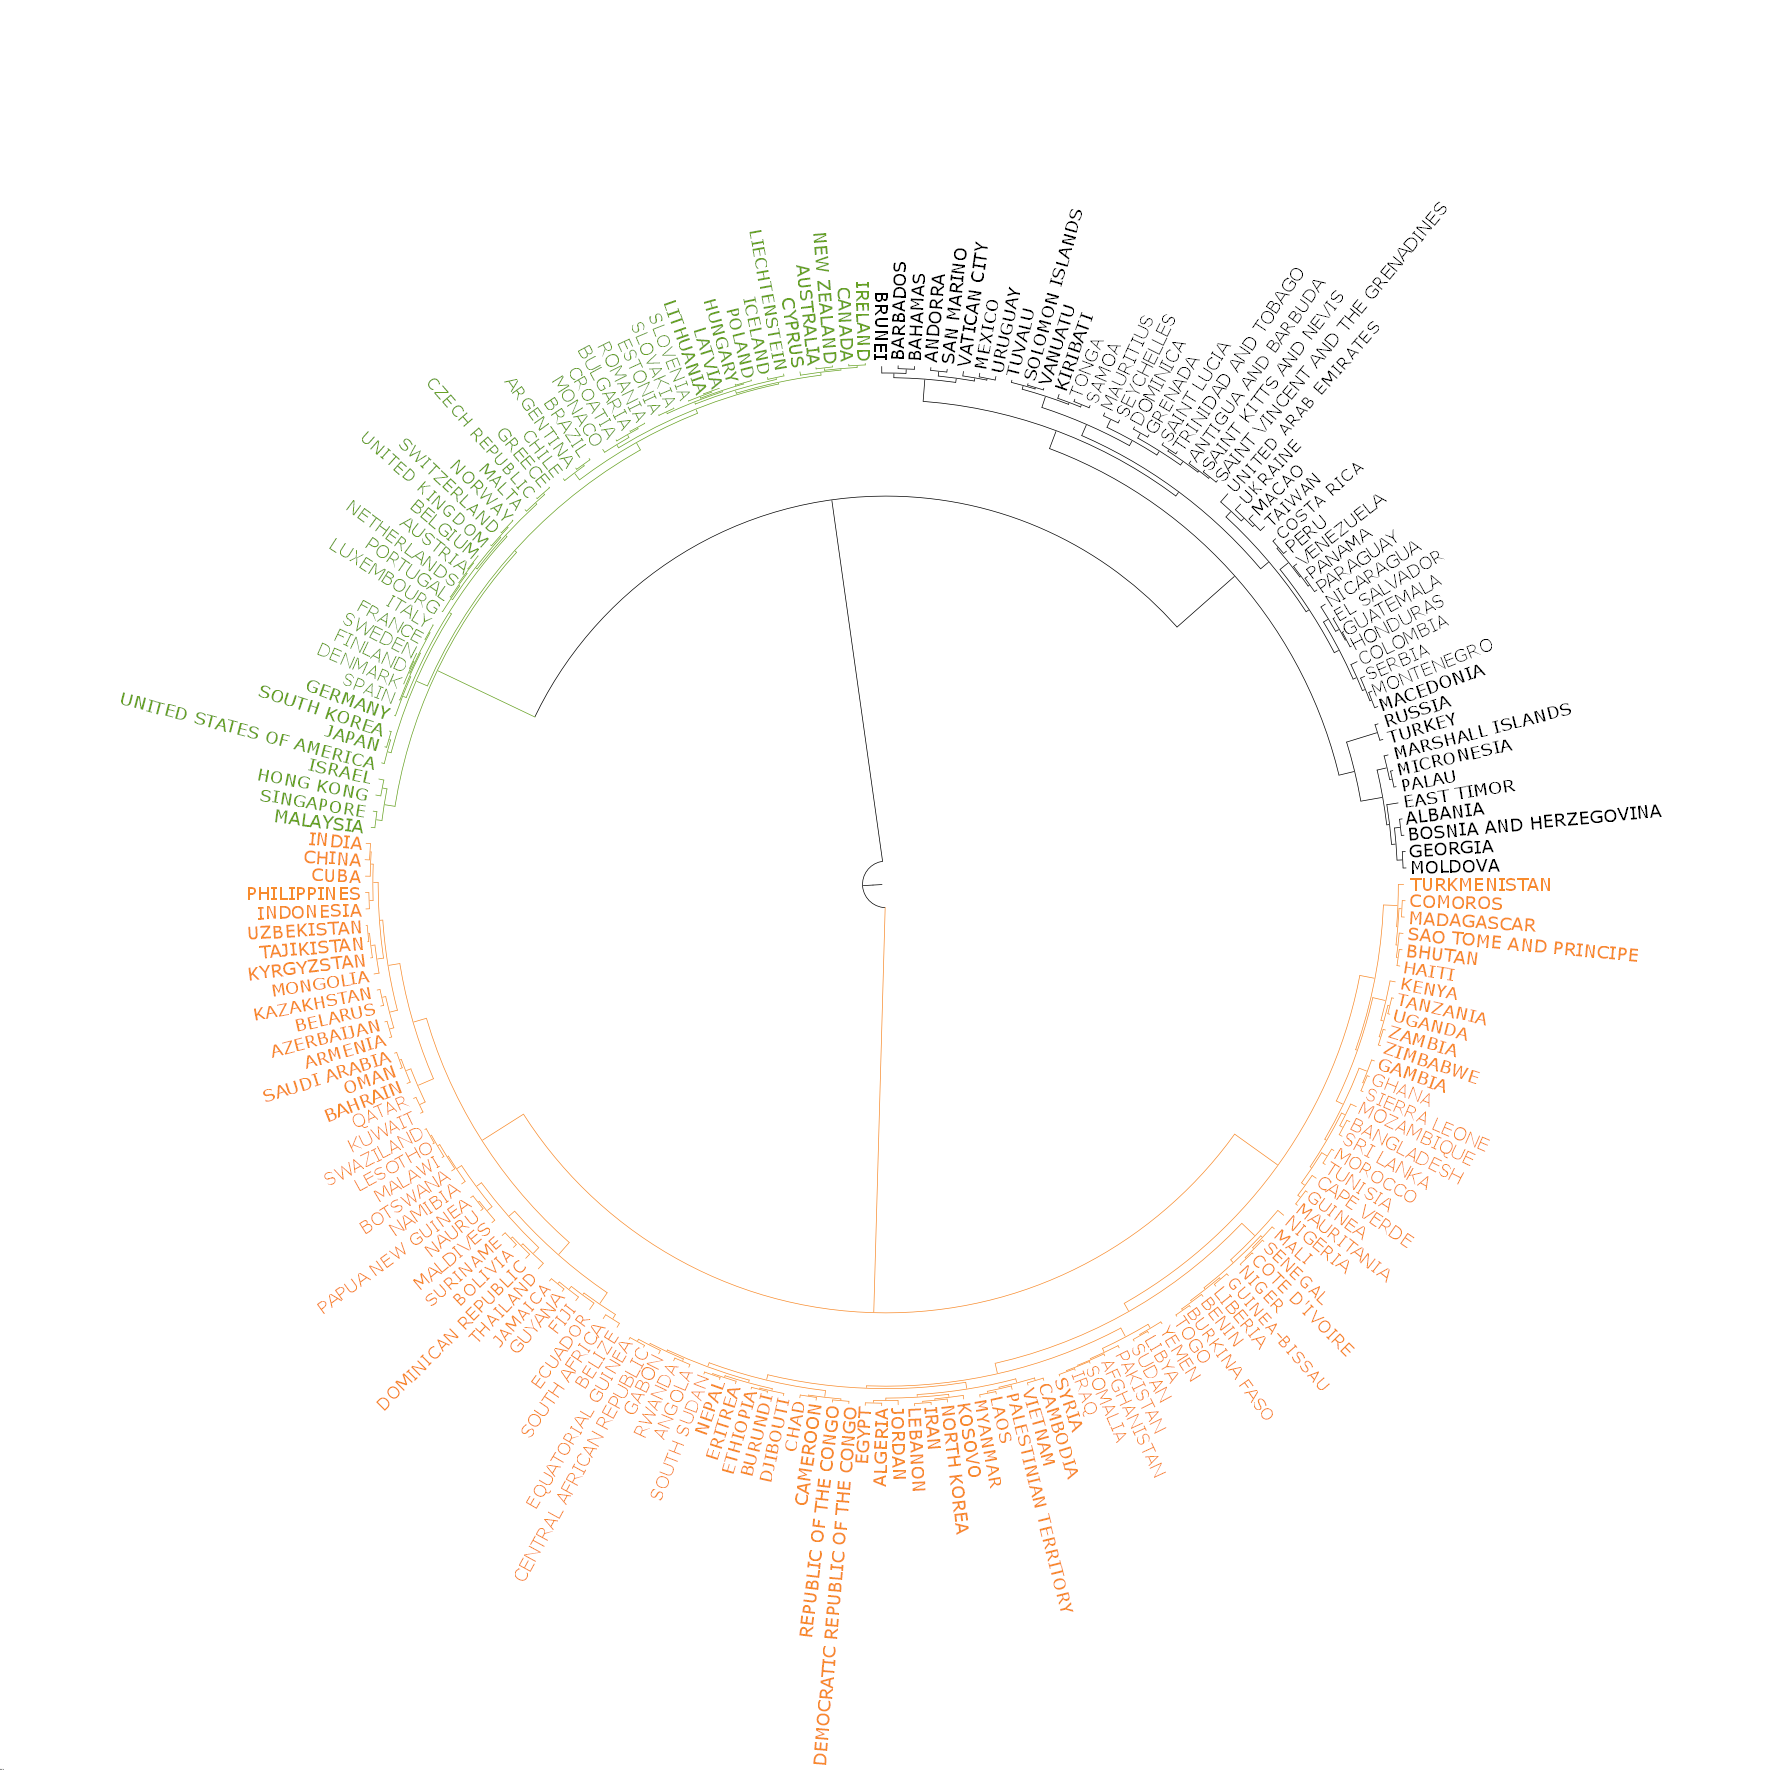 BRUNEI
BARBADOS
BAHAMAS
ANDORRA
SAN MARINO
VATICAN CITY
MEXICO
URUGUAY
TUVALU
SOLOMON ISLANDS
VANUATU
KIRIBATI
TONGA
SAMOA
MAURITIUS
SEYCHELLES
DOMINICA
GRENADA
SAINT LUCIA
TRINIDAD AND TOBAGO
ANTIGUA AND BARBUDA
SAINT KITTS AND NEVIS
SAINT VINCENT AND THE GRENADINES
UNITED ARAB EMIRATES
UKRAINE
MACAO
TAIWAN
COSTA RICA
PERU
VENEZUELA
PANAMA
PARAGUAY
NICARAGUA
EL SALVADOR
GUATEMALA
HONDURAS
COLOMBIA
SERBIA
MONTENEGRO
MACEDONIA
RUSSIA
TURKEY
MARSHALL ISLANDS
MICRONESIA
PALAU
EAST TIMOR
ALBANIA
BOSNIA AND HERZEGOVINA
GEORGIA
MOLDOVA
TURKMENISTAN
COMOROS
MADAGASCAR
SAO TOME AND PRINCIPE
BHUTAN
HAITI
KENYA
TANZANIA
UGANDA
ZAMBIA
ZIMBABWE
GAMBIA
GHANA
SIERRA LEONE
MOZAMBIQUE
BANGLADESH
SRI LANKA
MOROCCO
TUNISIA
CAPE VERDE
GUINEA
MAURITANIA
NIGERIA
MALI
SENEGAL
COTE D'IVOIRE
NIGER
GUINEA-BISSAU
LIBERIA
BENIN
BURKINA FASO
TOGO
YEMEN
LIBYA
SUDAN
PAKISTAN
AFGHANISTAN
SOMALIA
IRAQ
SYRIA
CAMBODIA
VIETNAM
PALESTINIAN TERRITORY
LAOS
MYANMAR
KOSOVO
NORTH KOREA
IRAN
LEBANON
JORDAN
ALGERIA
EGYPT
DEMOCRATIC REPUBLIC OF THE CONGO
REPUBLIC OF THE CONGO
CAMEROON
CHAD
DJIBOUTI
BURUNDI
ETHIOPIA
ERITREA
NEPAL
SOUTH SUDAN
ANGOLA
RWANDA
GABON
CENTRAL AFRICAN REPUBLIC
EQUATORIAL GUINEA
BELIZE
SOUTH AFRICA
ECUADOR
FIJI
GUYANA
JAMAICA
THAILAND
DOMINICAN REPUBLIC
BOLIVIA
SURINAME
MALDIVES
NAURU
PAPUA NEW GUINEA
NAMIBIA
BOTSWANA
MALAWI
LESOTHO
SWAZILAND
KUWAIT
QATAR
BAHRAIN
OMAN
SAUDI ARABIA
ARMENIA
AZERBAIJAN
BELARUS
KAZAKHSTAN
MONGOLIA
KYRGYZSTAN
TAJIKISTAN
UZBEKISTAN
INDONESIA
PHILIPPINES
CUBA
CHINA
INDIA
MALAYSIA
SINGAPORE
HONG KONG
ISRAEL
UNITED STATES OF AMERICA
JAPAN
SOUTH KOREA
GERMANY
SPAIN
DENMARK
FINLAND
SWEDEN
FRANCE
ITALY
LUXEMBOURG
PORTUGAL
NETHERLANDS
AUSTRIA
BELGIUM
UNITED KINGDOM
SWITZERLAND
NORWAY
MALTA
CZECH REPUBLIC
GREECE
CHILE
ARGENTINA
BRAZIL
MONACO
CROATIA
BULGARIA
ROMANIA
ESTONIA
SLOVAKIA
SLOVENIA
LITHUANIA
LATVIA
HUNGARY
POLAND
ICELAND
LIECHTENSTEIN
CYPRUS
AUSTRALIA
NEW ZEALAND
CANADA
IRELAND